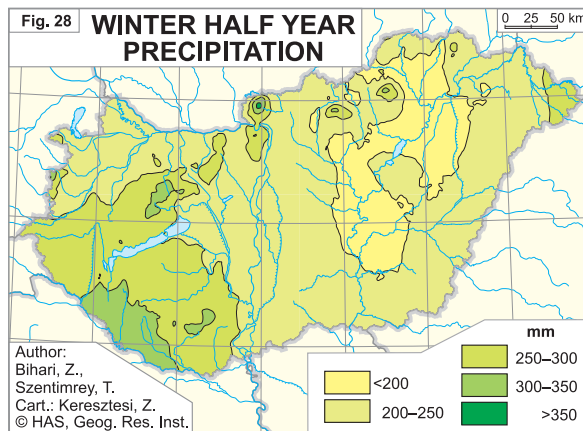 Fig. 28
WINTER HALF YEAR
PRECIPITATION
0 25 50 km
Author:
Bihari, Z.,
Szentimrey, T.
Cart.: Keresztesi, Z.
© HAS, Geog. Res. Inst.
mm
<200
200–250
250–300
300–350
>350